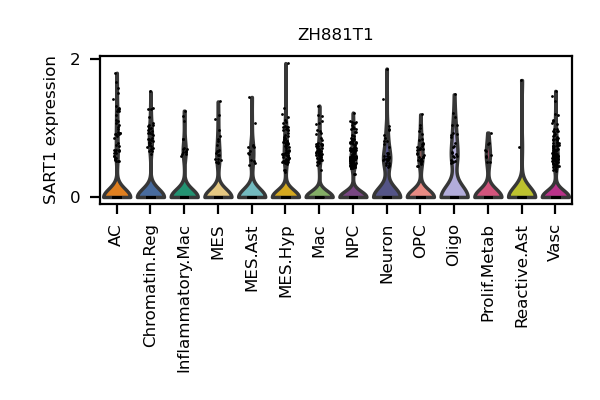 ZH881T1
SART1 expression
2
0
AC
Chromatin.Reg
Inflammatory.Mac
MES
MES.Ast
MES.Hyp
Mac
NPC
Neuron
OPC
Oligo
Prolif.Metab
Reactive.Ast
Vasc